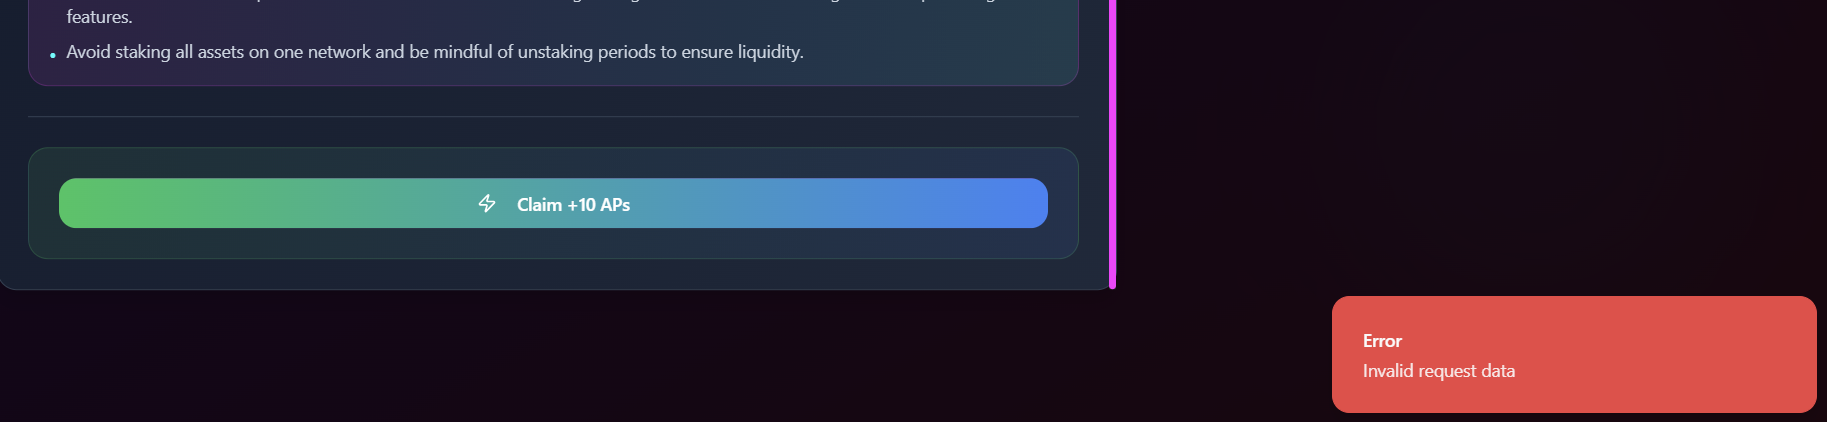 features.
Avoid staking all assets on one network and be mindful of unstaking periods to ensure liquidity.
Claim +10 APs
Error
Invalid request data